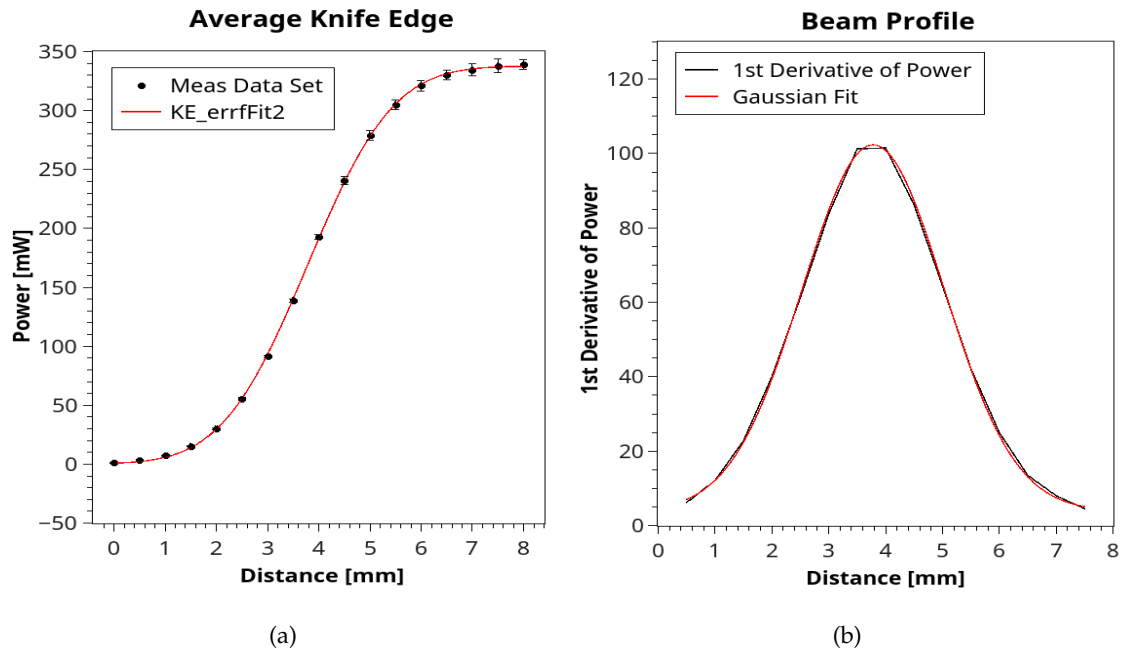 Average Knife Edge
350
300
250
200
150
100
50
0
−50
Power [mW]
Meas Data Set
KE_errfFit2
0 1 2 3 4 5 6 7 8
Distance [mm]
(a)
Beam Profile
120
100
80
60
40
20
0
1st Derivative of Power
1st Derivative of Power
Gaussian Fit
0 1 2 3 4 5 6 7 8
Distance [mm]
(b)